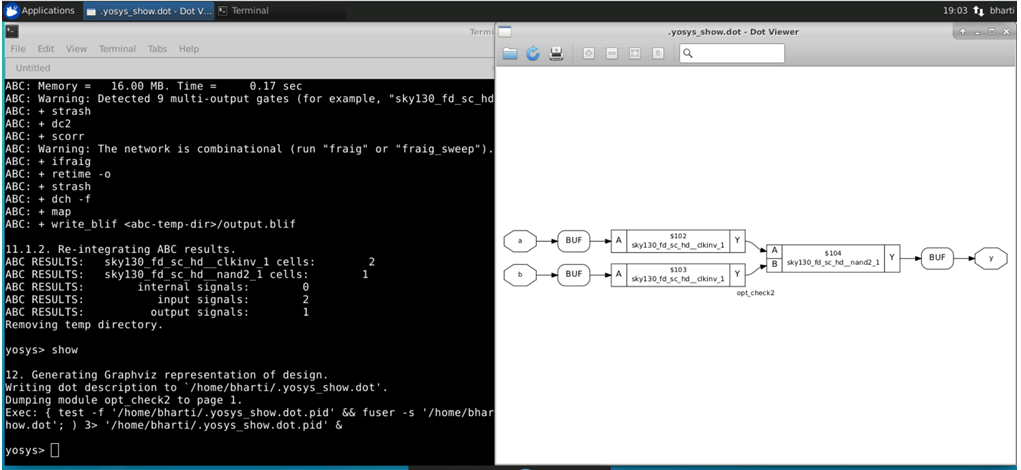 Applications
.yosys_show.dot - Dot V...
Terminal
19:03
bharti
File Edit View Terminal Tabs Help
Untitled
ABC: Memory =   16.00 MB. Time =     0.17 sec
ABC: Warning: Detected 9 multi-output gates (for example, "sky130_fd_sc_hd
ABC: + strash
ABC: + dc2
ABC: + scorr
ABC: Warning: The network is combinational (run "fraig" or "fraig_sweep").
ABC: + ifraig
ABC: + retime -o
ABC: + strash
ABC: + dch -f
ABC: + map
ABC: + write_blif <abc-temp-dir>/output.blif
11.1.2. Re-integrating ABC results.
ABC RESULTS:   sky130_fd_sc_hd__clkinv_1 cells:        2
ABC RESULTS:   sky130_fd_sc_hd__nand2_1 cells:        1
ABC RESULTS:        internal signals:        0
ABC RESULTS:           input signals:        2
ABC RESULTS:          output signals:        1
Removing temp directory.
yosys> show
12. Generating Graphviz representation of design.
Writing dot description to `/home/bharti/.yosys_show.dot'.
Dumping module opt_check2 to page 1.
Exec: { test -f '/home/bharti/.yosys_show.dot.pid' && fuser -s '/home/bhar
how.dot'; ) 3> '/home/bharti/.yosys_show.dot.pid' &
yosys>
.yosys_show.dot - Dot Viewer
a
BUF
A
$102
sky130_fd_sc_hd__clkinv_1
Y
b
BUF
A
$103
sky130_fd_sc_hd__clkinv_1
Y
A
B
$104
sky130_fd_sc_hd__nand2_1
Y
BUF
y
opt_check2